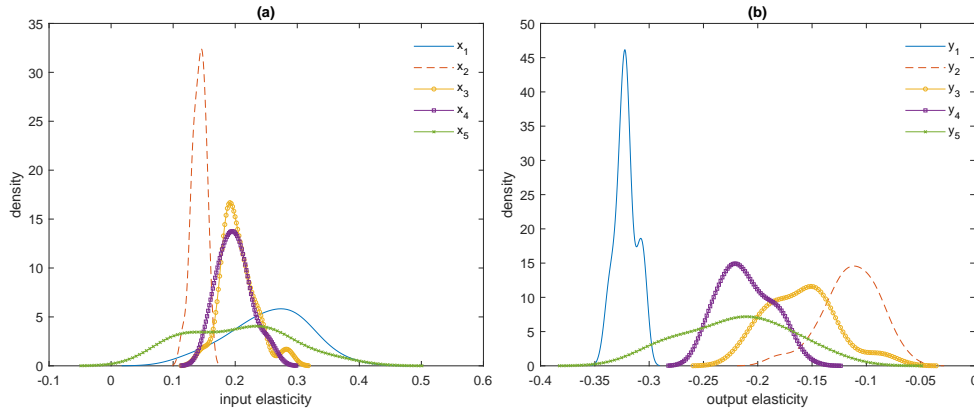 (a)
35
30
25
20
15
10
5
0
density
-0.1
0
0.1
0.2
0.3
0.4
0.5
0.6
input elasticity
x1
x2
x3
x4
x5
(b)
50
45
40
35
30
25
20
15
10
5
0
density
-0.4
-0.35
-0.3
-0.25
-0.2
-0.15
-0.1
-0.05
0
output elasticity
y1
y2
y3
y4
y5